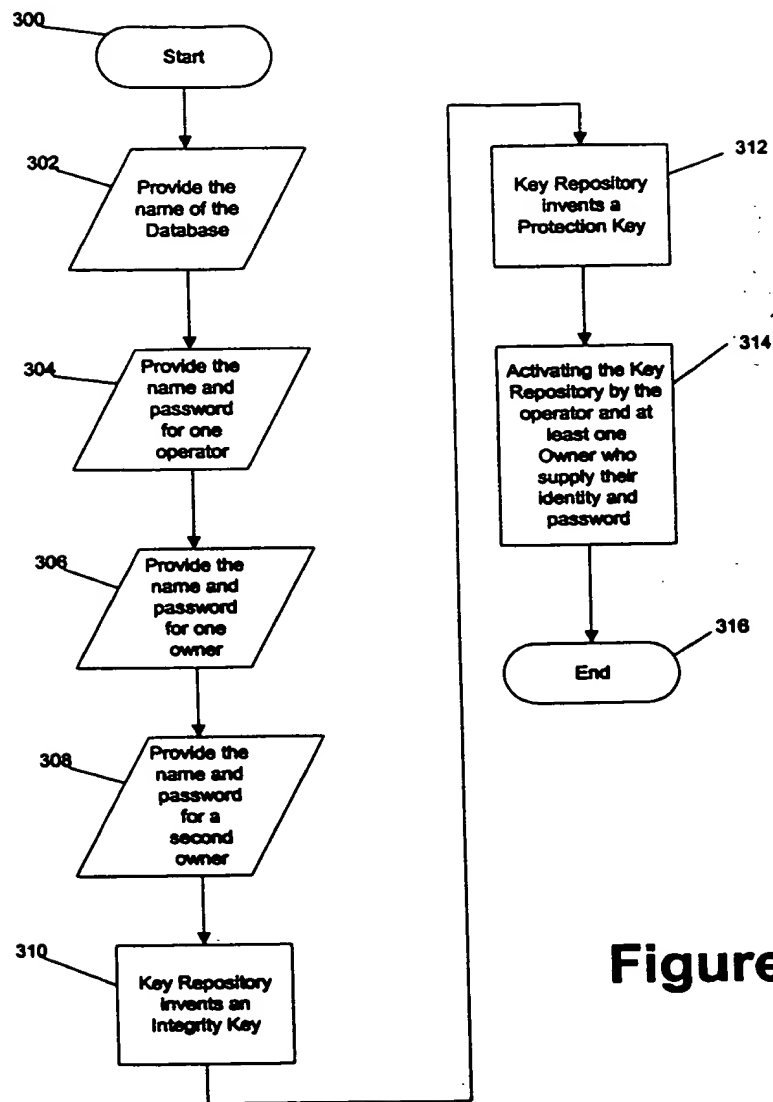 300
Start
302
Provide the
name of the
Database
304
Provide the
name and
password
for one
operator
306
Provide the
name and
password
for one
owner
308
Provide the
name and
password
for a
second
owner
310
Key Repository
invents an
Integrity Key
312
Key Repository
invents a
Protection Key
314
Activating the Key
Repository by the
operator and at
least one
Owner who
supply their
identity and
password
316
End
Figure